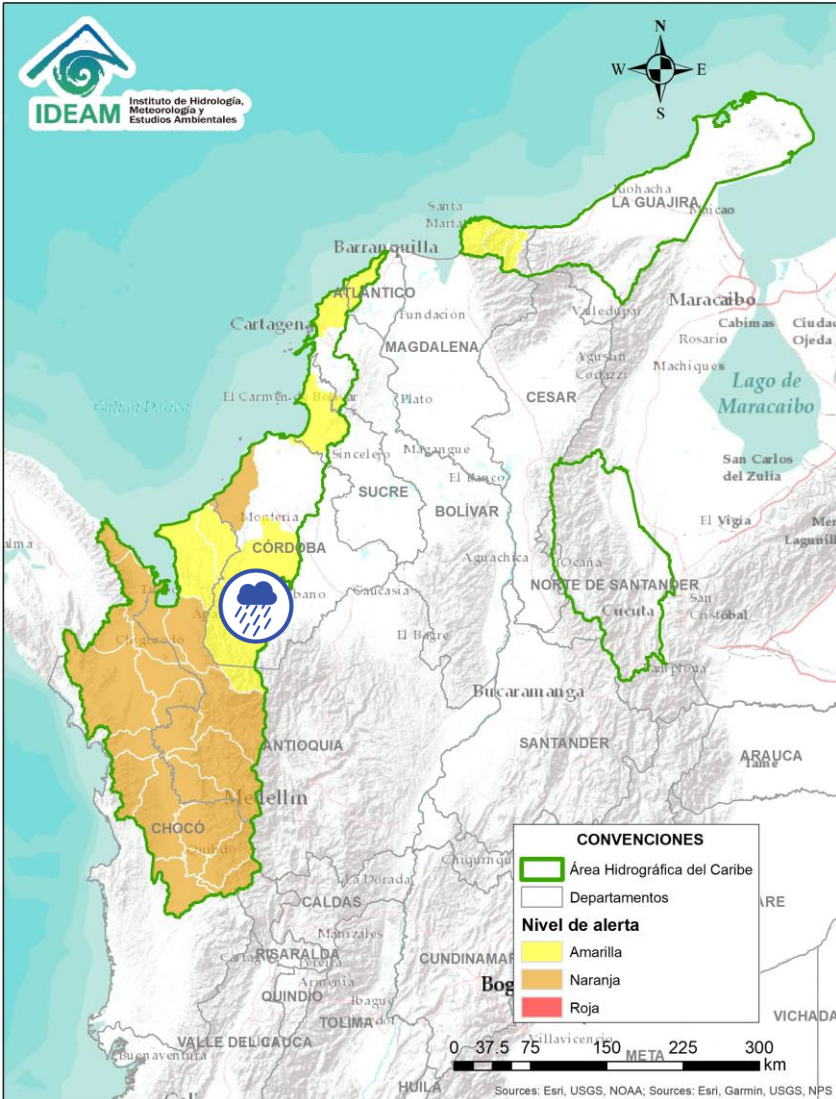 IDEAM
Instituto de Hidrología,
Meteorología y
Estudios Ambientales
N
W
E
S
Riohacha
LA GUAJIRA
Maicao
Santa
Marta
Barranquilla
ATLÁNTICO
Maracaibo
Cartagena
Fundación
Valledupar
Cabimas
Ciudad
Ojeda
Rosario
MAGDALENA
Machiques
Agustín
Codazzi
Lago de
Maracaibo
CESAR
El Carmen de Bolívar
Plato
San Carlos
del Zulia
Sincelejo
Magangué
El Banco
SUCRE
BOLÍVAR
El Vigía
Montería
CÓRDOBA
Aguachica
Ocaña
NORTE DE SANTANDER
San
Cristóbal
Cucuta
Caucasia
El Bagre
Chigorodó
Pamplona
Bucaramanga
ANTIOQUIA
SANTANDER
ARAUCA
Tame
Medellín
CHOCÓ
Quibdó
La Dorada
CALDAS
Manizales
RISARALDA
Pereira
Armenia
QUINDÍO
Ibagué
TOLIMA
VALLE DEL CAUCA
Buenaventura
HUILA
Villavicencio
META
VICHADA
CONVENCIONES
Área Hidrográfica del Caribe
Departamentos
Nivel de alerta
Amarilla
Naranja
Roja
0 37.5 75 150 225 300
km
Sources: Esri, USGS, NOAA; Sources: Esri, Garmin, USGS, NPS